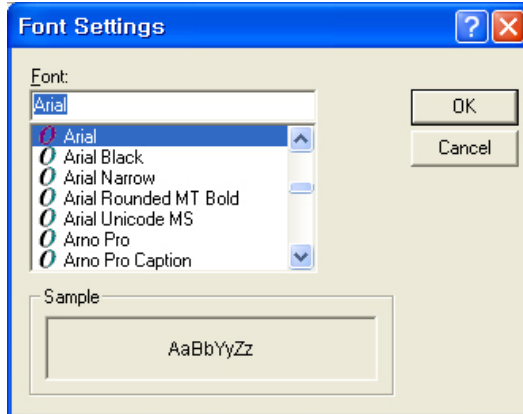 Font Settings
Font:
Arial
OK
Arial
Arial Black
Cancel
Arial Narrow
Arial Rounded MT Bold
Arial Unicode MS
Arno Pro
Arno Pro Caption
Sample
AaBbYyZz